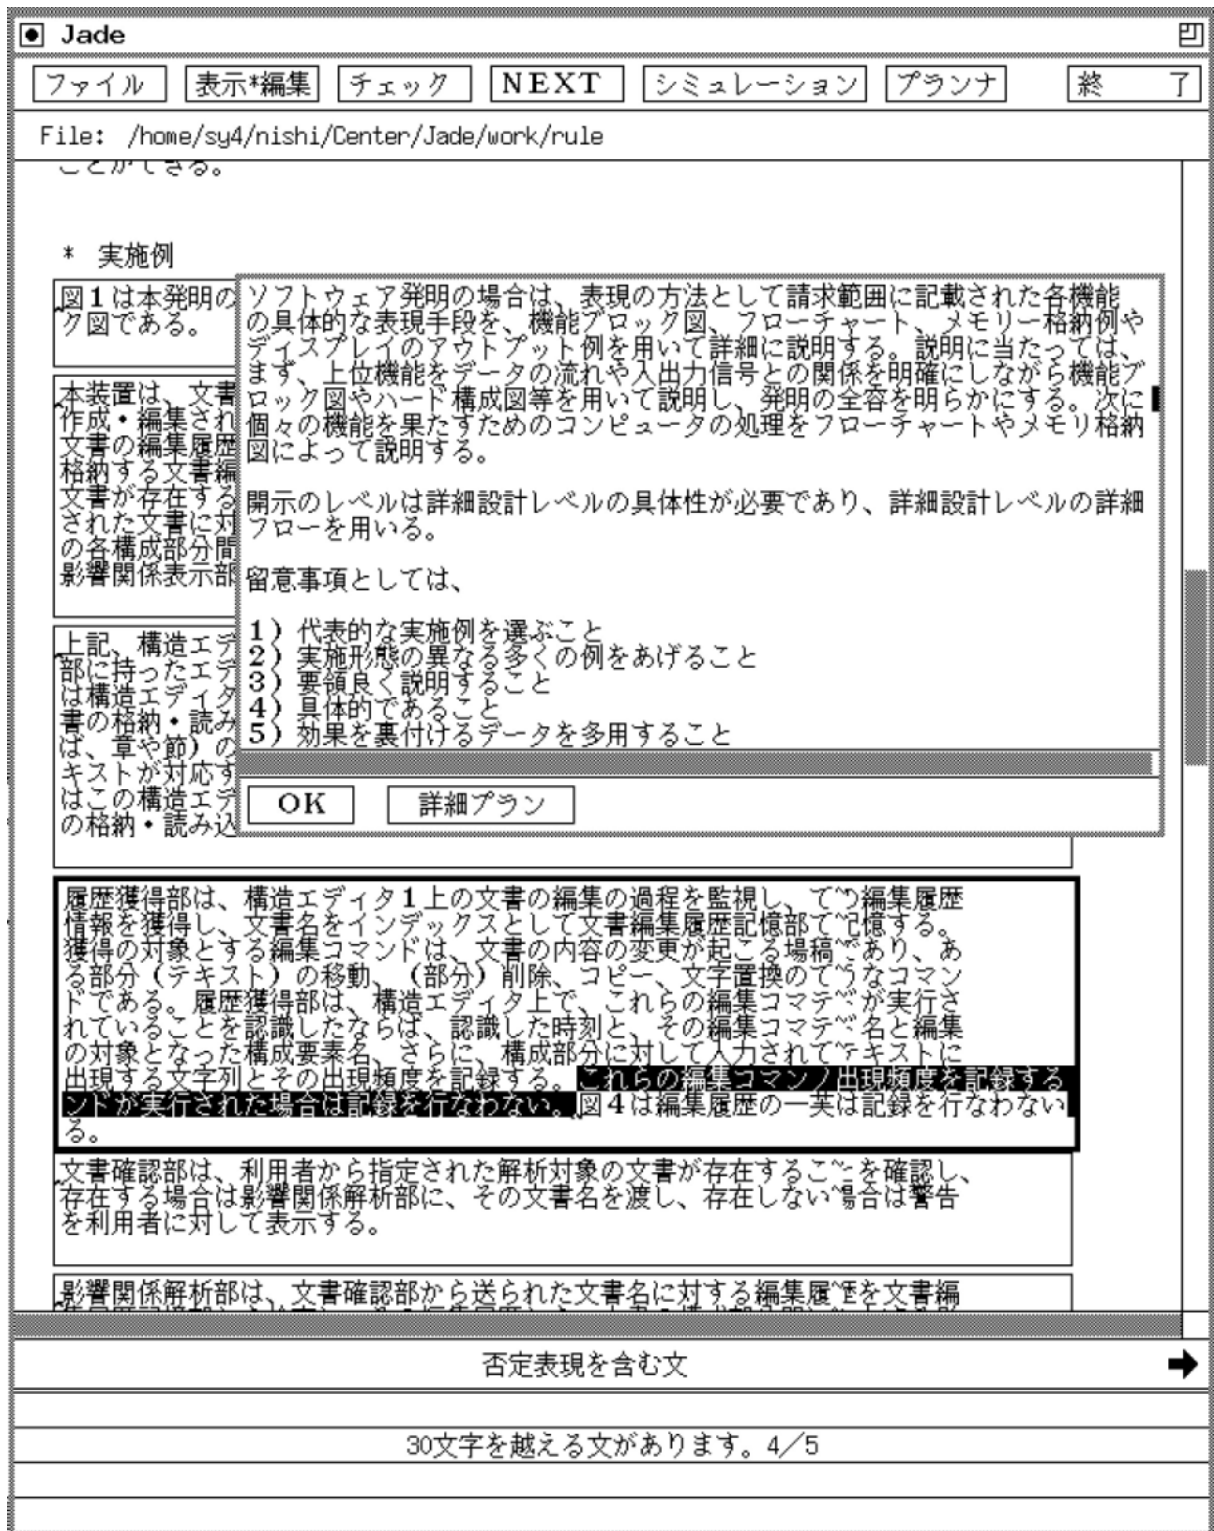 Jade
ファイル 表示*編集 チェック NEXT シミュレーション プランナ 終 了
File: /home/sy4/nishi/Center/Jade/work/rule
ことができる。
* 実施例
図1は本発明の
ク図である。
本装置は、文書
作成・編集され
文書の編集履歴
格納する文書編
文書が存在する
された文書に対
の各構成部分間
影響関係表示部
上記、構造エデ
部に持ったエデ
は構造エディタ
書の格納・読み
ば、章や節)の
キストが対応す
はこの構造エデ
の格納・読み込
ソフトウェア発明の場合は、表現の方法として請求範囲に記載された各機能
の具体的な表現手段を、機能ブロック図、フローチャート、メモリー格納例や
ディスプレイのアウトプット例を用いて詳細に説明する。説明に当たっては、
まず、上位機能をデータの流れや入出力信号との関係を明確にしながら機能ブ
ロック図やハード構成図等を用いて説明し、発明の全容を明らかにする。次に
個々の機能を果たすためのコンピュータの処理をフローチャートやメモリ格納
図によって説明する。
開示のレベルは詳細設計レベルの具体性が必要であり、詳細設計レベルの詳細
フローを用いる。
留意事項としては、
1)代表的な実施例を選ぶこと
2)実施形態の異なる多くの例をあげること
3)要領良く説明すること
4)具体的であること
5)効果を裏付けるデータを多用すること
OK 詳細プラン
履歴獲得部は、構造エディタ1上の文書の編集の過程を監視し、て 編集履歴
情報を獲得し、文書名をインデックスとして文書編集履歴記憶部て 記憶する。
獲得の対象とする編集コマンドは、文書の内容の変更が起こる場稿 であり、あ
る部分(テキスト)の移動、(部分)削除、コピー、文字置換のて うなコマン
ドである。履歴獲得部は、構造エディタ上で、これらの編集コマテ が実行さ
れていることを認識したならば、認識した時刻と、その編集コマテ 名と編集
の対象となった構成要素名、さらに、構成部分に対して入力されて テキストに
出現する文字列とその出現頻度を記録する。これらの編集コマン 出現頻度を記録する
ンドが実行された場合は記録を行なわない。図4は編集履歴の一 は記録を行なわない
る。
文書確認部は、利用者から指定された解析対象の文書が存在するこ を確認し、
存在する場合は影響関係解析部に、その文書名を渡し、存在しない 場合は警告
を利用者に対して表示する。
影響関係解析部は、文書確認部から送られた文書名に対する編集履 を文書編
否定表現を含む文
30文字を越える文があります。4/5